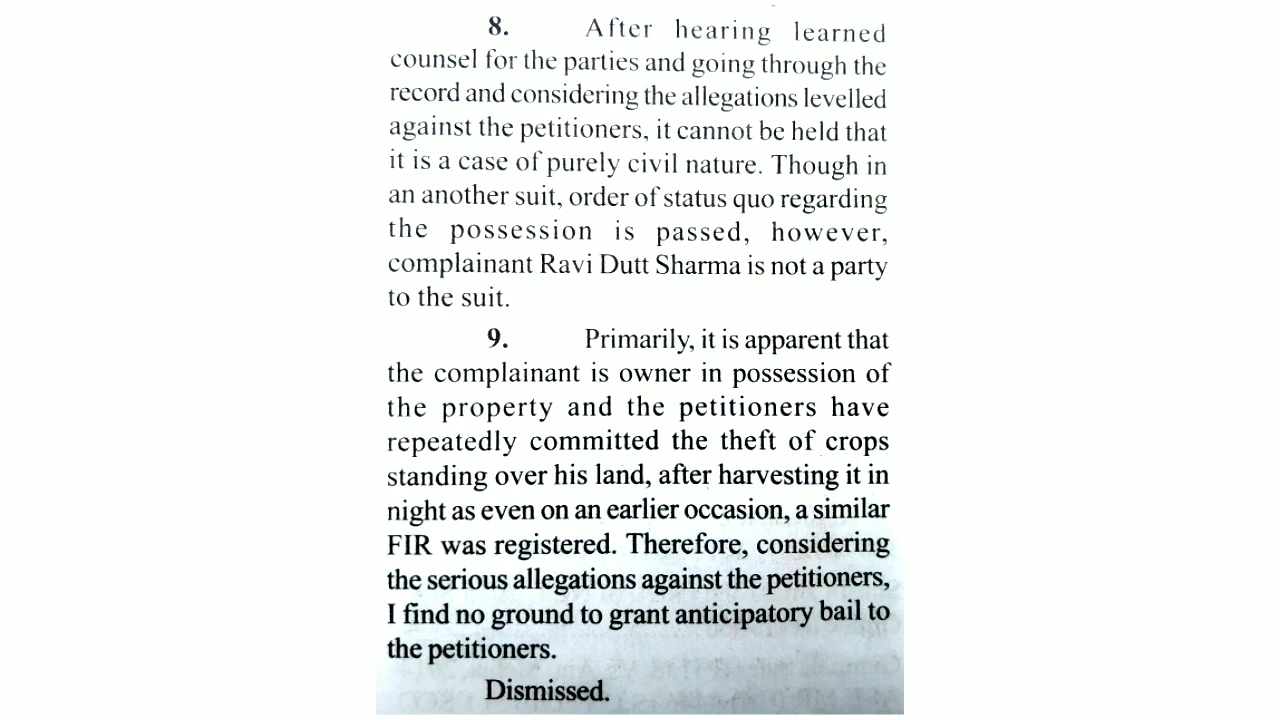 8. After hearing learned
counsel for the parties and going through the
record and considering the allegations levelled
against the petitioners, it cannot be held that
it is a case of purely civil nature. Though in
an another suit, order of status quo regarding
the possession is passed, however,
complainant Ravi Dutt Sharma is not a party
to the suit.
9. Primarily, it is apparent that
the complainant is owner in possession of
the property and the petitioners have
repeatedly committed the theft of crops
standing over his land, after harvesting it in
night as even on an earlier occasion, a similar
FIR was registered. Therefore, considering
the serious allegations against the petitioners,
I find no ground to grant anticipatory bail to
the petitioners.
Dismissed.